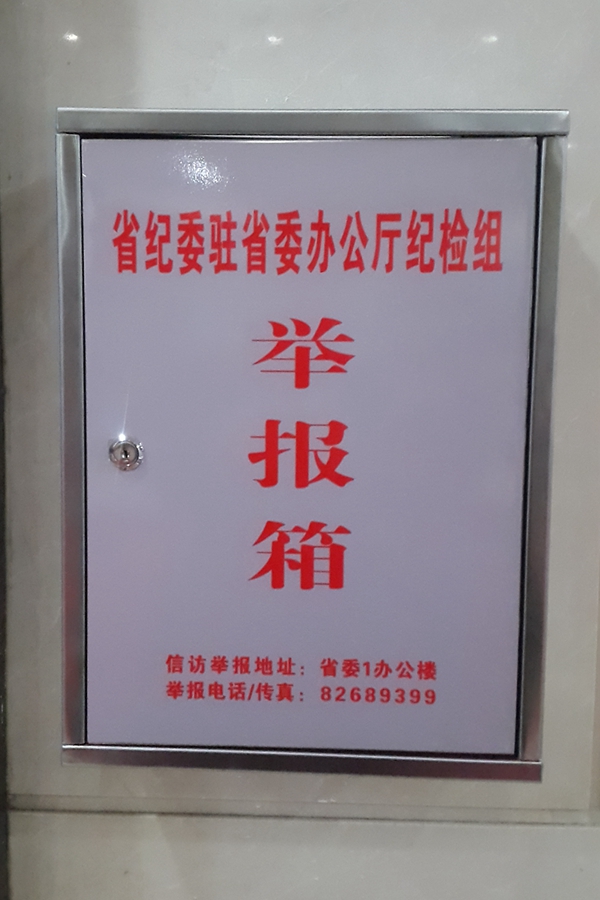 省纪委驻省委办公厅纪检组
举
报
箱
信访举报地址：省委1办公楼
举报电话/传真：82689399